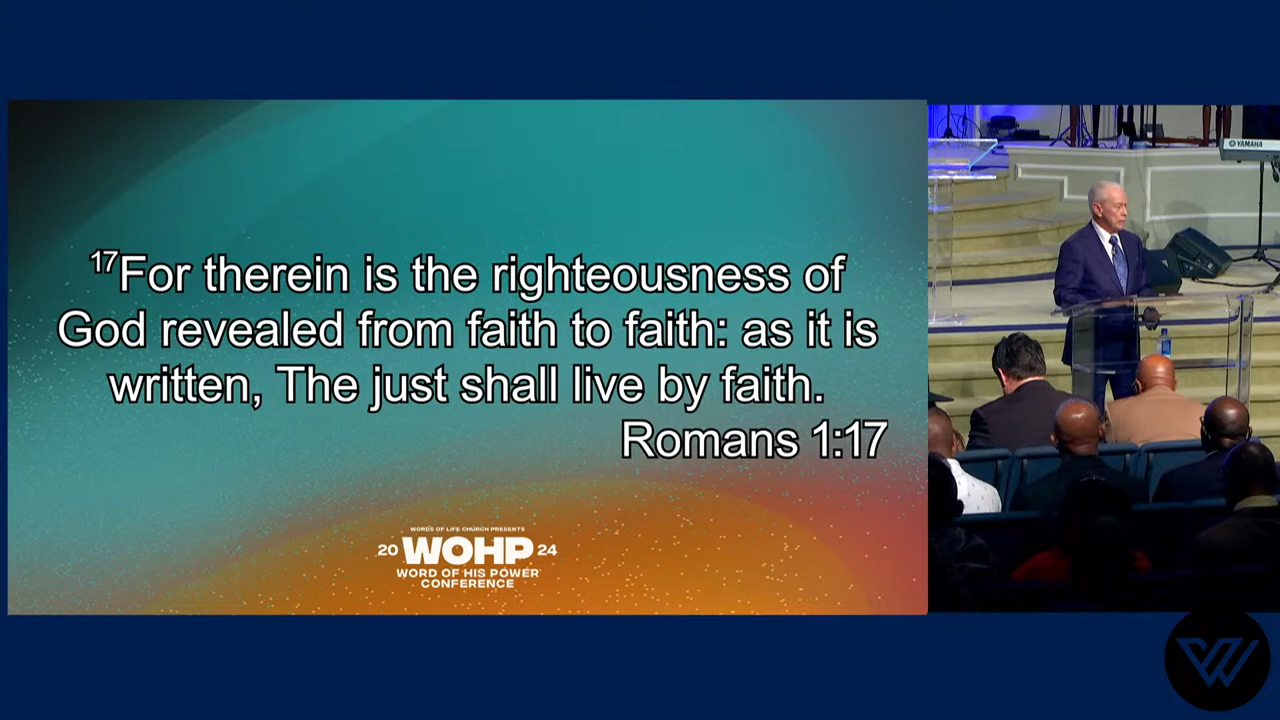 17For therein is the righteousness of
God revealed from faith to faith: as it is
written, The just shall live by faith.
Romans 1:17
WORDS OF LIFE CHURCH PRESENTS
20 WOHP 24
WORD OF HIS POWER
CONFERENCE
YAMAHA